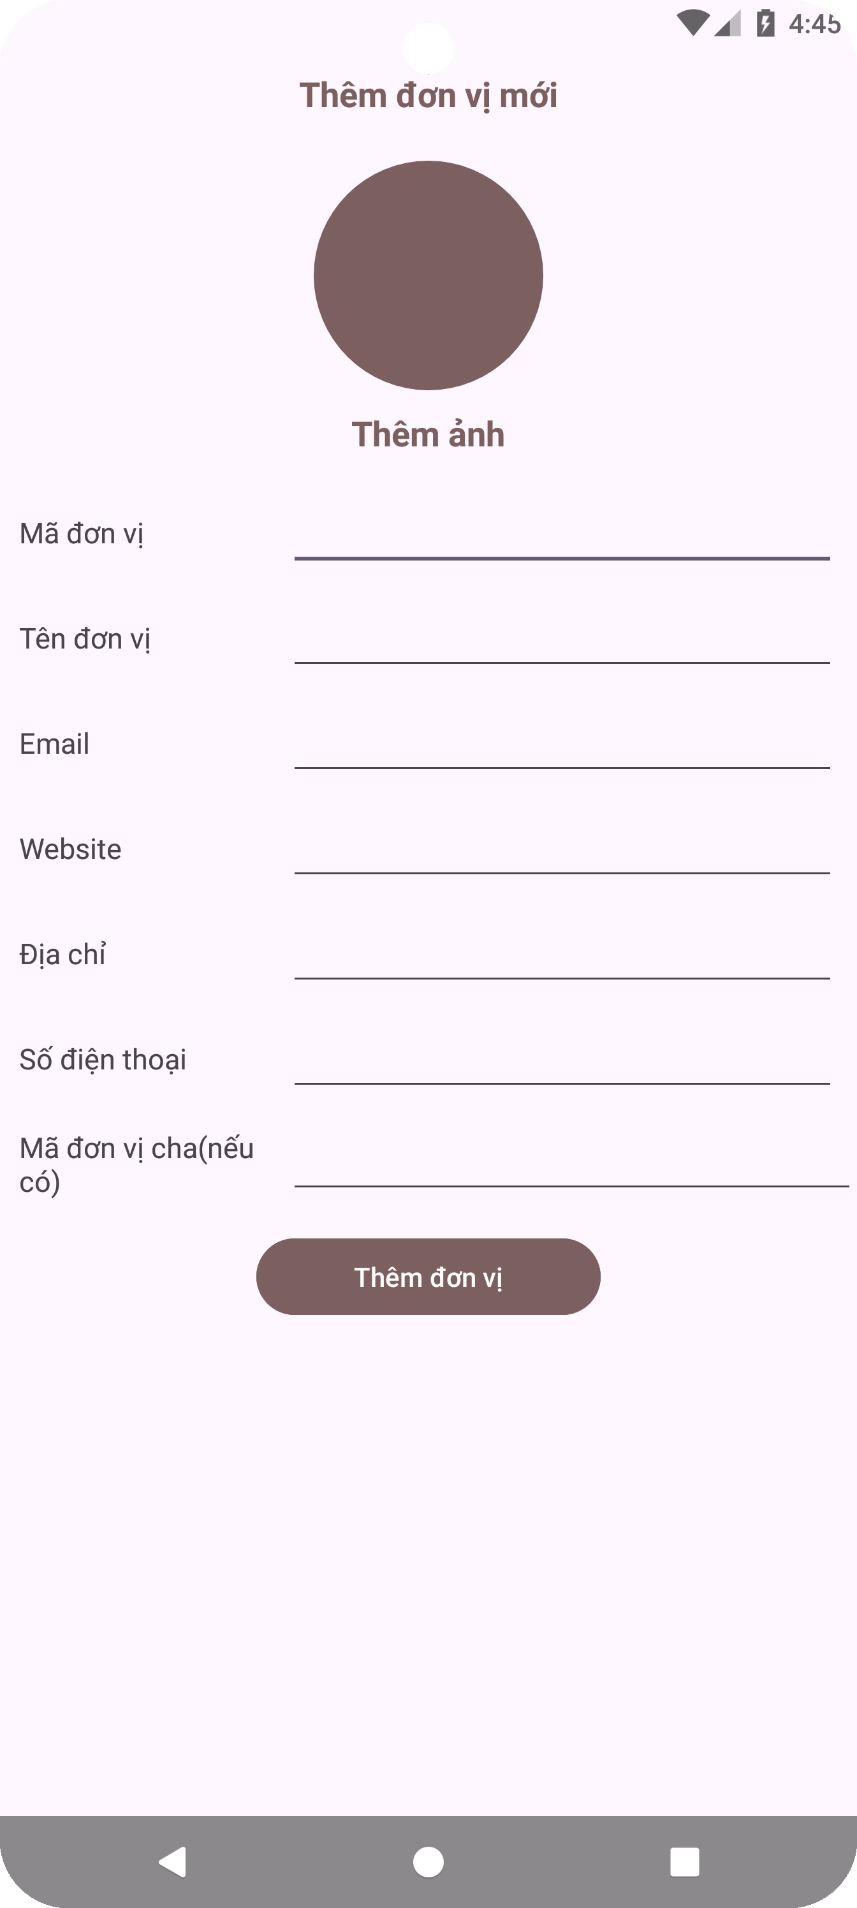 4:45
Thêm đơn vị mới
Thêm ảnh
Mã đơn vị
Tên đơn vị
Email
Website
Địa chỉ
Số điện thoại
Mã đơn vị cha(nếu
có)
Thêm đơn vị